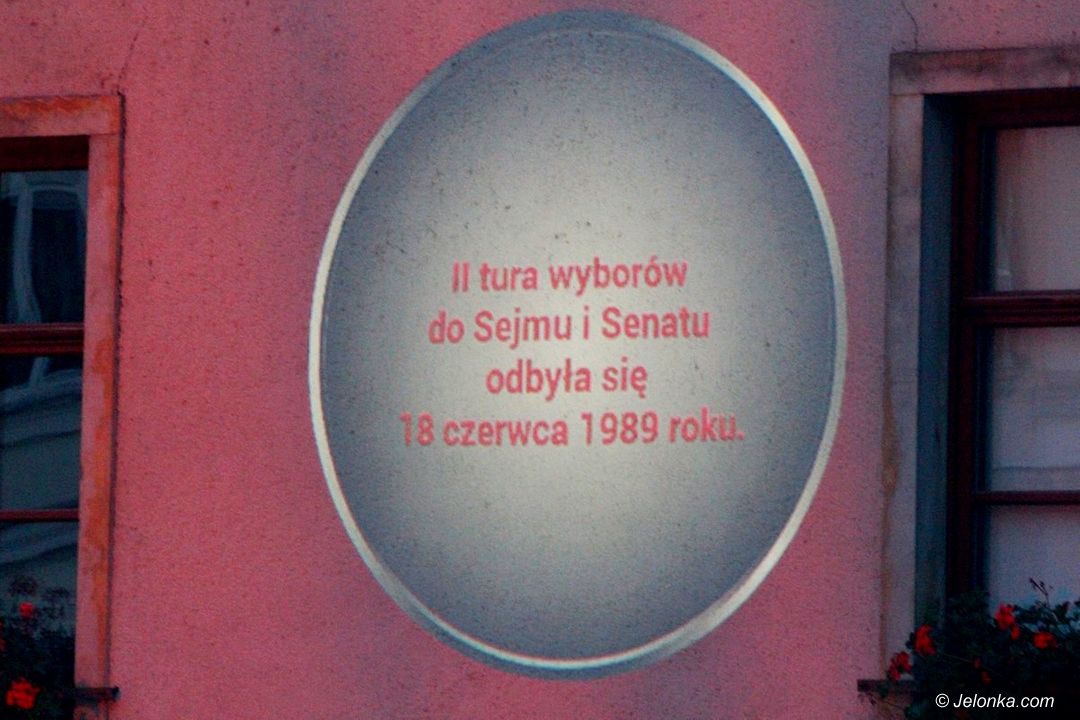 II tura wyborów
do Sejmu i Senatu
odbyła się
18 czerwca 1989 roku.
© Jelonka.com